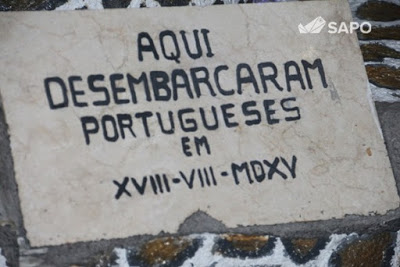 SAPO
AQUI
DESEMBARCARAM
PORTUGUESES
EM
XVIII-VIII-MDXV